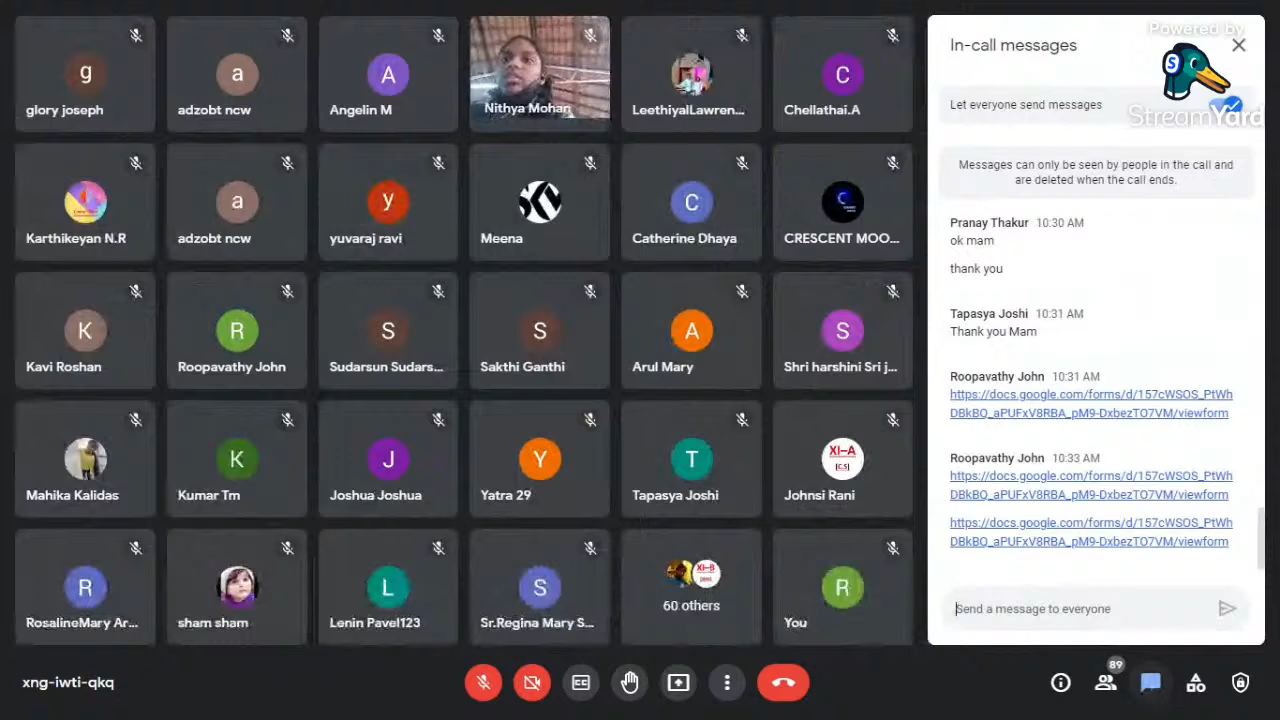 g
glory joseph
a
adzobt ncw
A
Angelin M
Nithya Mohan
LeethiyalLawren...
C
Chellathai.A
Karthikeyan N.R
a
adzobt ncw
y
yuvaraj ravi
Meena
C
Catherine Dhaya
C
CRESCENT MOO...
K
Kavi Roshan
R
Roopavathy John
S
Sudarsun Sudars...
S
Sakthi Ganthi
A
Arul Mary
S
Shri harshini Sri j...
Mahika Kalidas
K
Kumar Tm
J
Joshua Joshua
Y
Yatra 29
T
Tapasya Joshi
XI-A
[C.S]
Johnsi Rani
R
RosalineMary Ar...
sham sham
L
Lenin Pavel123
S
Sr.Regina Mary S...
XI-B
60 others
R
You
In-call messages
Powered by
S
StreamYard
Let everyone send messages
Messages can only be seen by people in the call and
are deleted when the call ends.
Pranay Thakur 10:30 AM
ok mam
thank you
Tapasya Joshi 10:31 AM
Thank you Mam
Roopavathy John 10:31 AM
https://docs.google.com/forms/d/157cWSOS_PtWh
DBkBQ_aPUFxV8RBA_pM9-DxbezTO7VM/viewform
Roopavathy John 10:33 AM
https://docs.google.com/forms/d/157cWSOS_PtWh
DBkBQ_aPUFxV8RBA_pM9-DxbezTO7VM/viewform
https://docs.google.com/forms/d/157cWSOS_PtWh
DBkBQ_aPUFxV8RBA_pM9-DxbezTO7VM/viewform
Send a message to everyone
xng-iwti-qkq
CC
89